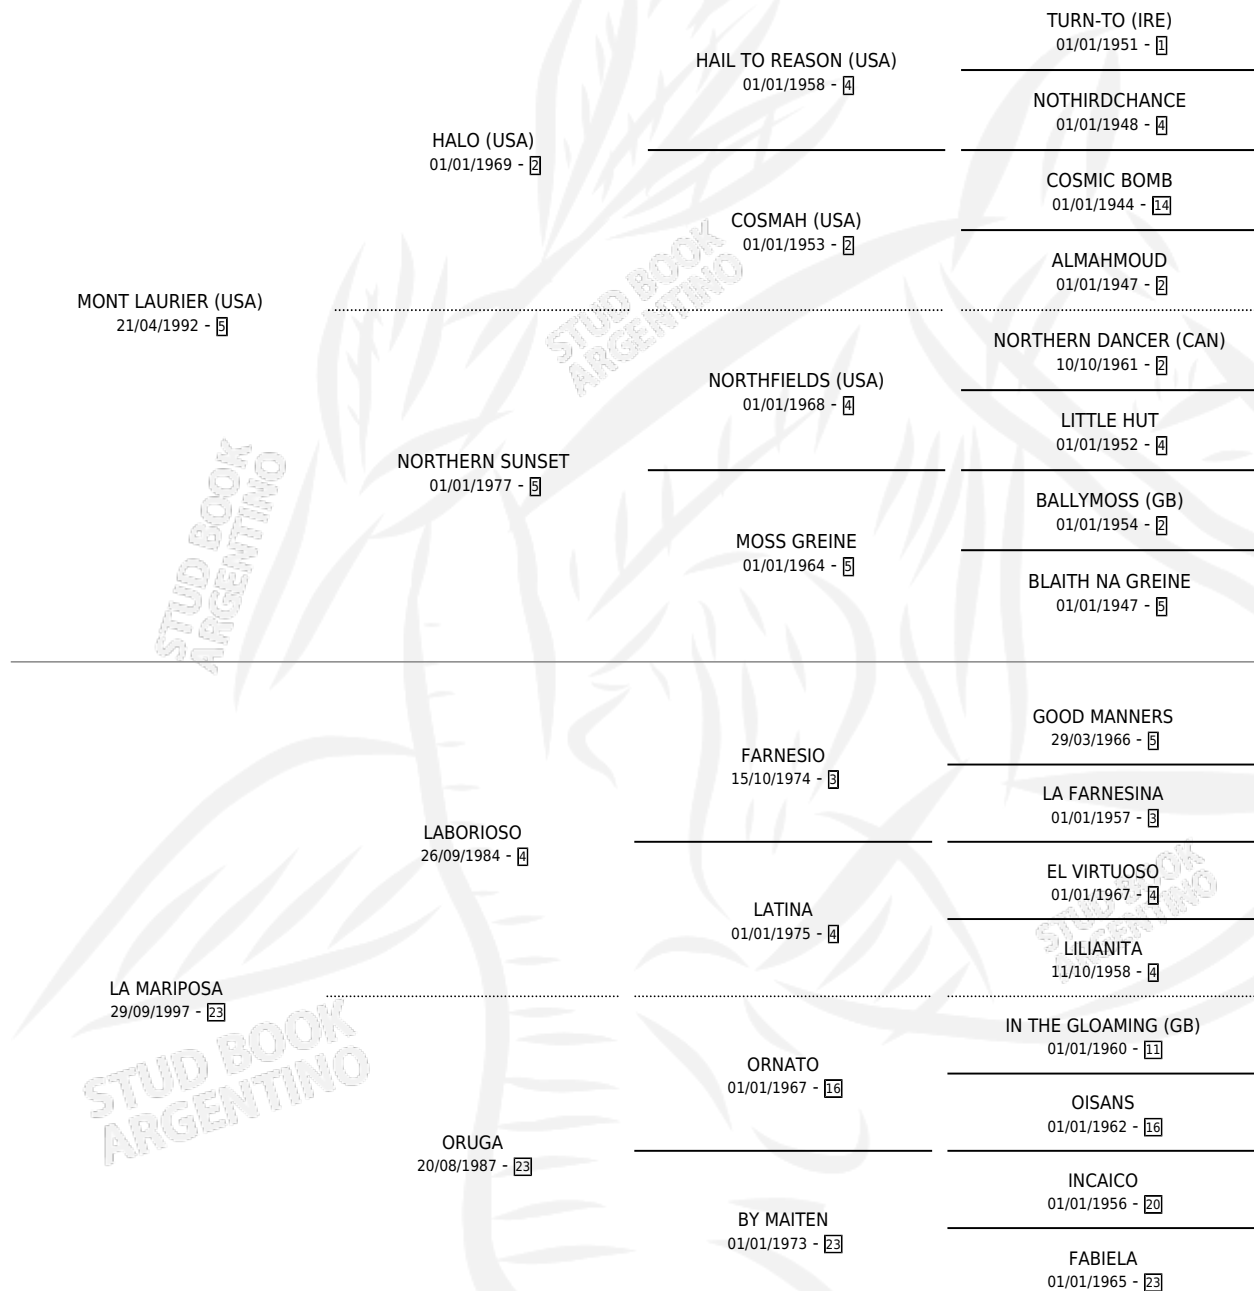 TURN-TO (IRE)
01/01/1951 - 1
HAIL TO REASON (USA)
01/01/1958 - 4
NOTHIRDCHANCE
01/01/1948 - 4
HALO (USA)
01/01/1969 - 2
COSMIC BOMB
01/01/1944 - 14
COSMAH (USA)
01/01/1953 - 2
ALMAHMOUD
01/01/1947 - 2
MONT LAURIER (USA)
21/04/1992 - 5
NORTHERN DANCER (CAN)
10/10/1961 - 2
NORTHFIELDS (USA)
01/01/1968 - 4
LITTLE HUT
01/01/1952 - 4
NORTHERN SUNSET
01/01/1977 - 5
BALLYMOSS (GB)
01/01/1954 - 2
MOSS GREINE
01/01/1964 - 5
BLAITH NA GREINE
01/01/1947 - 5
GOOD MANNERS
29/03/1966 - 5
FARNESIO
15/10/1974 - 3
LA FARNESINA
01/01/1957 - 3
LABORIOSO
26/09/1984 - 4
EL VIRTUOSO
01/01/1967 - 4
LATINA
01/01/1975 - 4
LILIANITA
11/10/1958 - 4
LA MARIPOSA
29/09/1997 - 23
IN THE GLOAMING (GB)
01/01/1960 - 11
ORNATO
01/01/1967 - 16
OISANS
01/01/1962 - 16
ORUGA
20/08/1987 - 23
INCAICO
01/01/1956 - 20
BY MAITEN
01/01/1973 - 23
FABIELA
01/01/1965 - 23
STUD BOOK
ARGENTINO
STUD BOOK
ARGENTINO
STUD BOOK
ARGENTINO
STUD BOOK
ARGENTINO